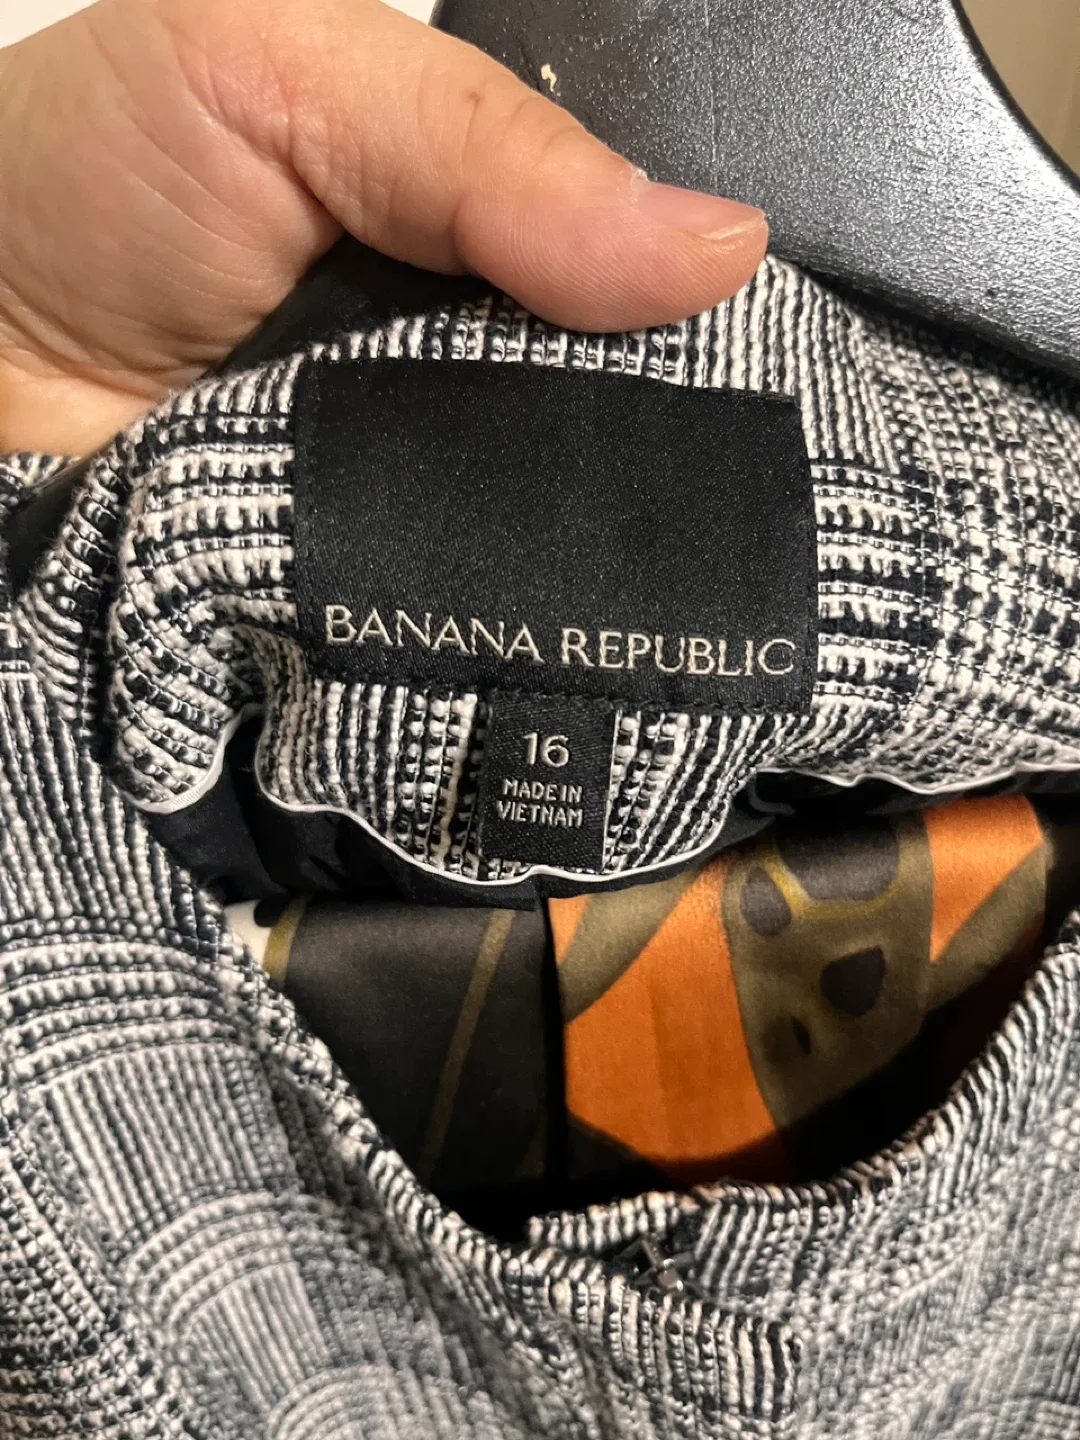 BANANA REPUBLIC
16
MADE IN
VIETNAM